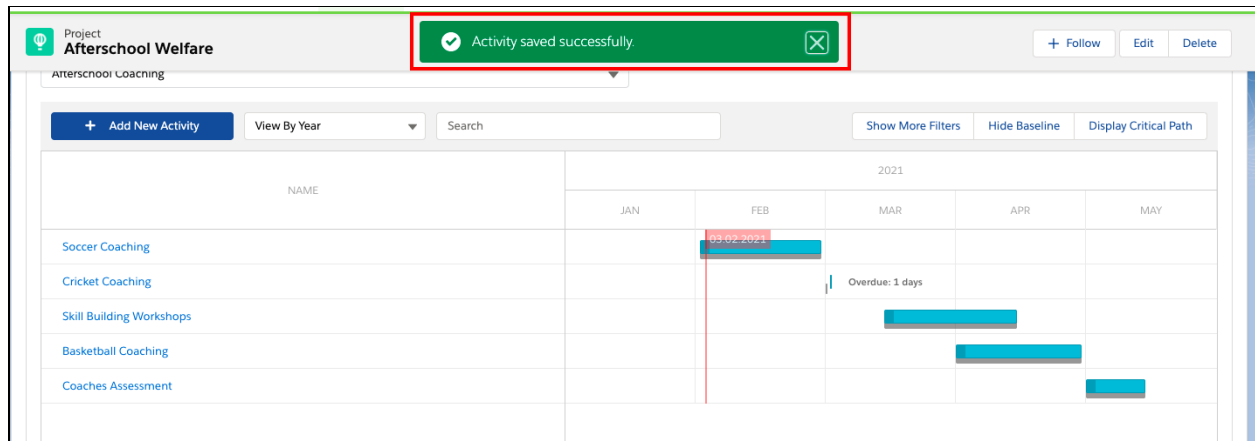 Project
Afterschool Welfare
Activity saved successfully.
+ Follow
Edit
Delete
Afterschool Coaching
+ Add New Activity
View By Year
Search
Show More Filters
Hide Baseline
Display Critical Path
NAME
2021
JAN
FEB
MAR
APR
MAY
03.02.2021
Soccer Coaching
Cricket Coaching
Overdue: 1 days
Skill Building Workshops
Basketball Coaching
Coaches Assessment